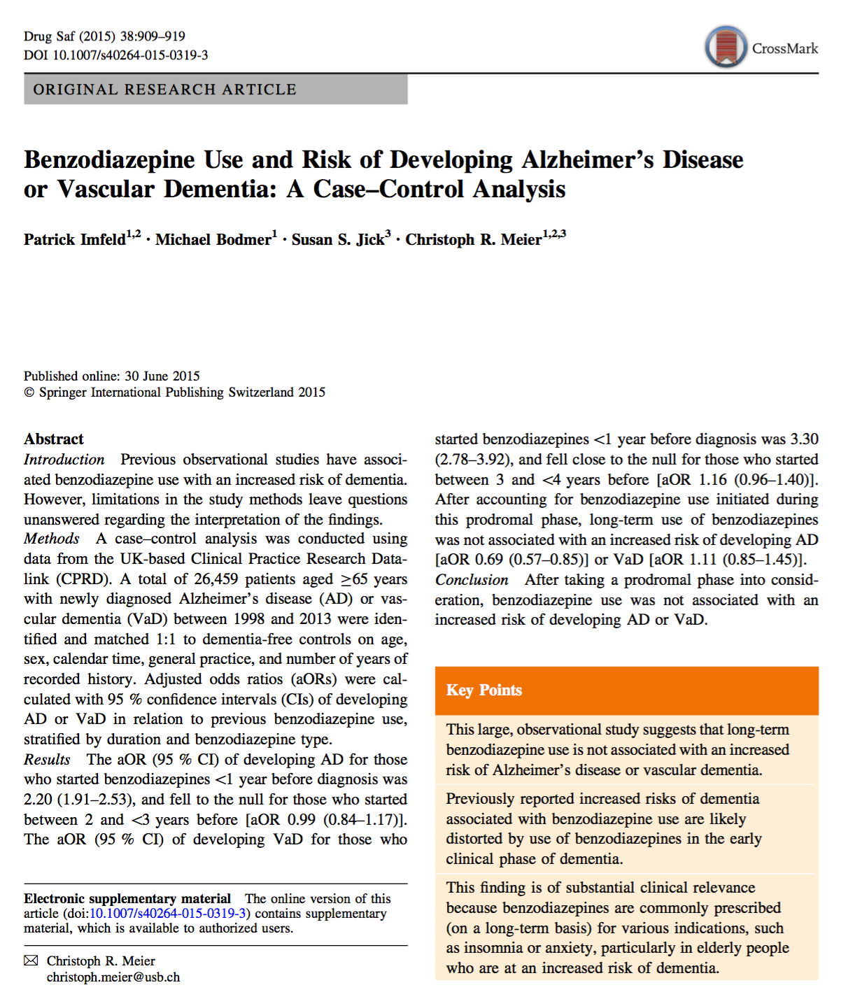 Drug Saf (2015) 38:909–919
DOI 10.1007/s40264-015-0319-3
CrossMark
ORIGINAL RESEARCH ARTICLE
Benzodiazepine Use and Risk of Developing Alzheimer's Disease
or Vascular Dementia: A Case–Control Analysis
Patrick Imfeld1,2 · Michael Bodmer1 · Susan S. Jick3 · Christoph R. Meier1,2,3
Published online: 30 June 2015
© Springer International Publishing Switzerland 2015
Abstract
Introduction Previous observational studies have associ-
ated benzodiazepine use with an increased risk of dementia.
However, limitations in the study methods leave questions
unanswered regarding the interpretation of the findings.
Methods A case–control analysis was conducted using
data from the UK-based Clinical Practice Research Data-
link (CPRD). A total of 26,459 patients aged ≥65 years
with newly diagnosed Alzheimer's disease (AD) or vas-
cular dementia (VaD) between 1998 and 2013 were iden-
tified and matched 1:1 to dementia-free controls on age,
sex, calendar time, general practice, and number of years of
recorded history. Adjusted odds ratios (aORs) were cal-
culated with 95 % confidence intervals (CIs) of developing
AD or VaD in relation to previous benzodiazepine use,
stratified by duration and benzodiazepine type.
Results The aOR (95 % CI) of developing AD for those
who started benzodiazepines <1 year before diagnosis was
2.20 (1.91–2.53), and fell to the null for those who started
between 2 and <3 years before [aOR 0.99 (0.84–1.17)].
The aOR (95 % CI) of developing VaD for those who
Electronic supplementary material The online version of this
article (doi:10.1007/s40264-015-0319-3) contains supplementary
material, which is available to authorized users.
Christoph R. Meier
christoph.meier@usb.ch
started benzodiazepines <1 year before diagnosis was 3.30
(2.78–3.92), and fell close to the null for those who started
between 3 and <4 years before [aOR 1.16 (0.96–1.40)].
After accounting for benzodiazepine use initiated during
this prodromal phase, long-term use of benzodiazepines
was not associated with an increased risk of developing AD
[aOR 0.69 (0.57–0.85)] or VaD [aOR 1.11 (0.85–1.45)].
Conclusion After taking a prodromal phase into consid-
eration, benzodiazepine use was not associated with an
increased risk of developing AD or VaD.
Key Points
This large, observational study suggests that long-term
benzodiazepine use is not associated with an increased
risk of Alzheimer's disease or vascular dementia.
Previously reported increased risks of dementia
associated with benzodiazepine use are likely
distorted by use of benzodiazepines in the early
clinical phase of dementia.
This finding is of substantial clinical relevance
because benzodiazepines are commonly prescribed
(on a long-term basis) for various indications, such
as insomnia or anxiety, particularly in elderly people
who are at an increased risk of dementia.